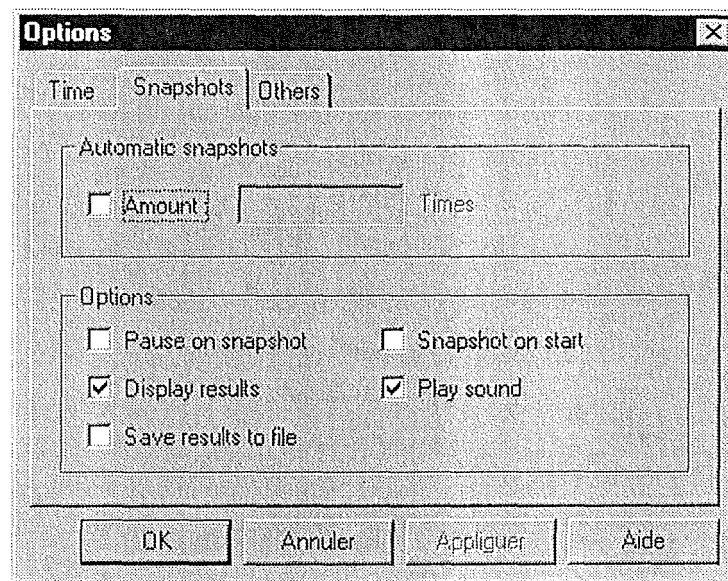 Options
Time Snapshots Others
Automatic snapshots
Amount Times
Options
Pause on snapshot Snapshot on start
Display results Play sound
Save results to file
OK Annuler Appliquer Aide